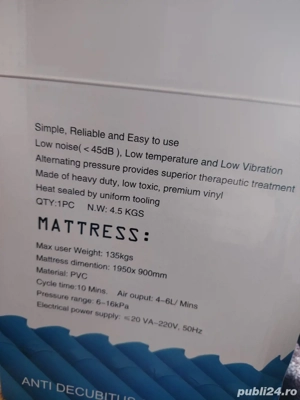 Simple, Reliable and Easy to use
Low noise( < 45dB ), Low temperature and Low Vibration
Alternating pressure provides superior therapeutic treatment
Made of heavy duty, low toxic, premium vinyl
Heat sealed by uniform tooling
QTY:1PC N.W: 4.5 KGS
MATTRESS:
Max user Weight: 135kgs
Mattress dimention: 1950x 900mm
Material: PVC
Cycle time:10 Mins. Air ouput: 4~6L/ Mins
Pressure range: 6~16kPa
Electrical power supply: ≤20 VA~220V, 50Hz
ANTI DECUBITUS
publi24.ro